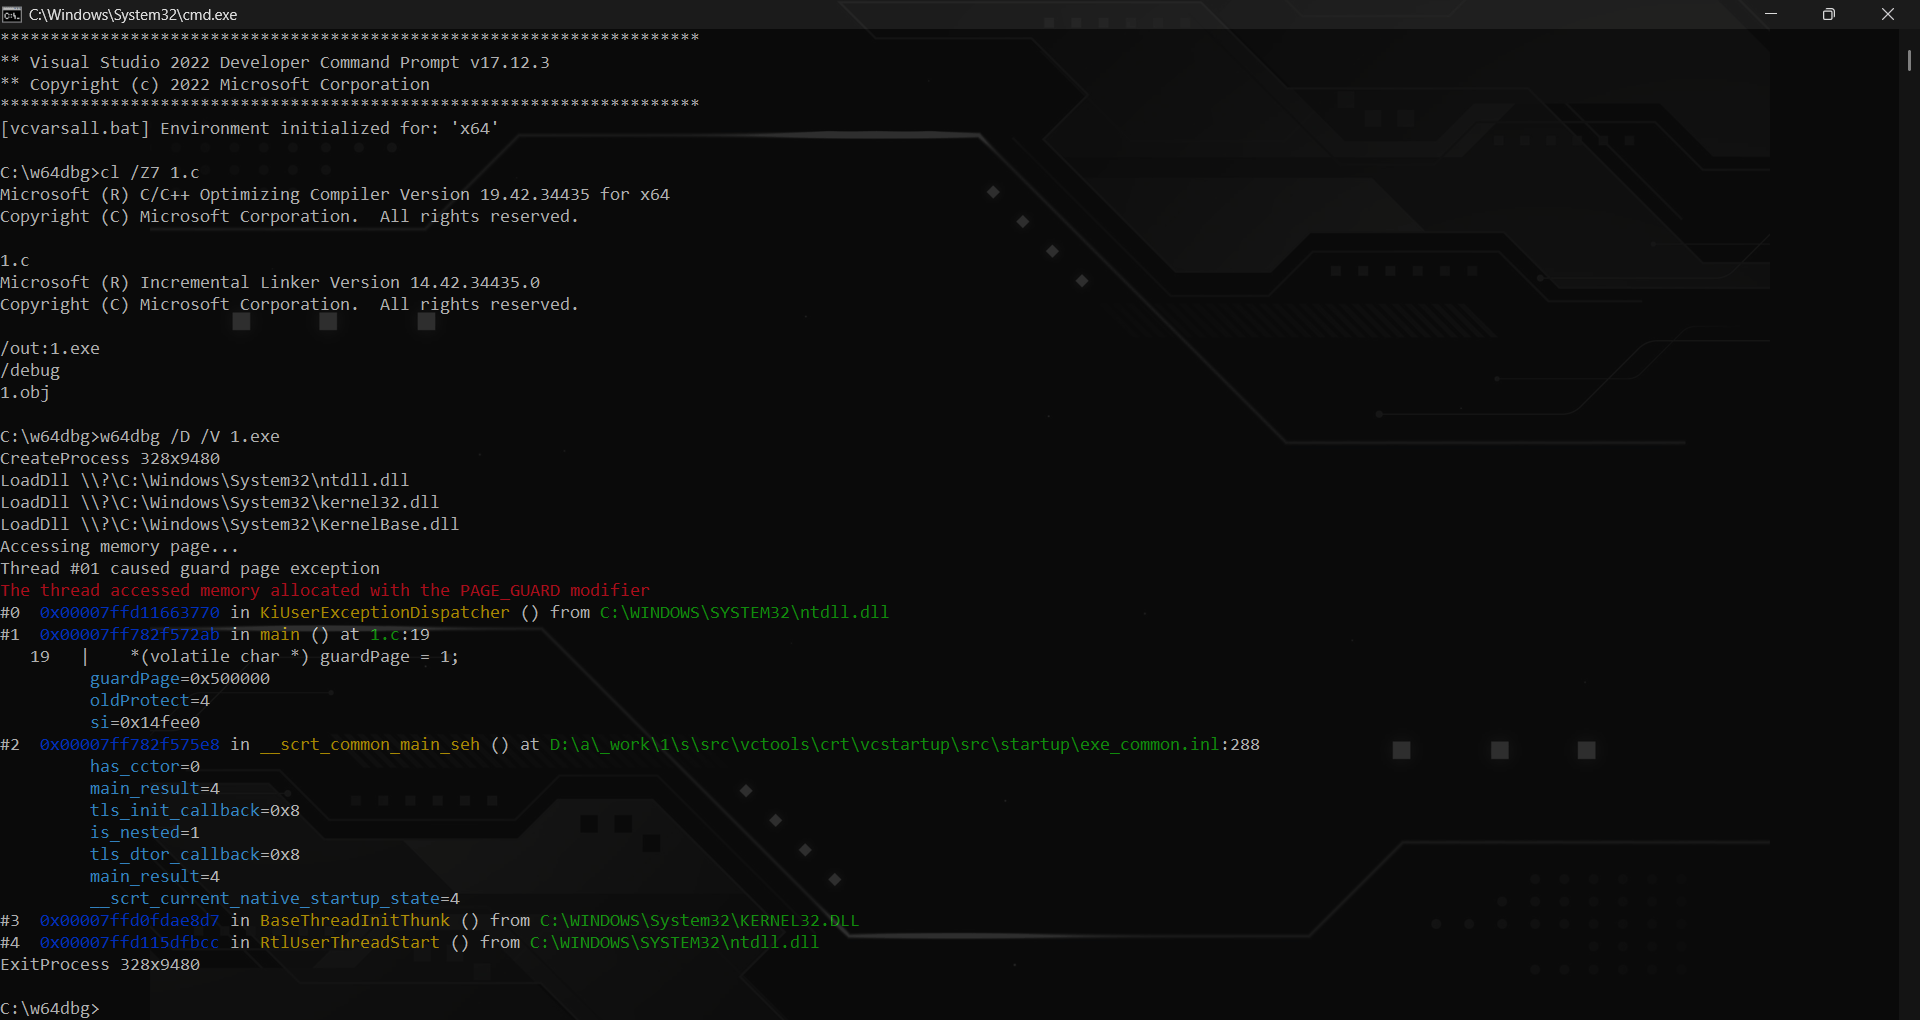 C:\Windows\System32\cmd.exe
**********************************************************************
** Visual Studio 2022 Developer Command Prompt v17.12.3
** Copyright (c) 2022 Microsoft Corporation
**********************************************************************
[vcvarsall.bat] Environment initialized for: 'x64'
C:\w64dbg>cl /Z7 1.c
Microsoft (R) C/C++ Optimizing Compiler Version 19.42.34435 for x64
Copyright (C) Microsoft Corporation.  All rights reserved.
1.c
Microsoft (R) Incremental Linker Version 14.42.34435.0
Copyright (C) Microsoft Corporation.  All rights reserved.
/out:1.exe
/debug
1.obj
C:\w64dbg>w64dbg /D /V 1.exe
CreateProcess 328x9480
LoadDll \\?\C:\Windows\System32\ntdll.dll
LoadDll \\?\C:\Windows\System32\kernel32.dll
LoadDll \\?\C:\Windows\System32\KernelBase.dll
Accessing memory page...
Thread #01 caused guard page exception
The thread accessed memory allocated with the PAGE_GUARD modifier
#0  0x00007ffd11663770 in KiUserExceptionDispatcher () from C:\WINDOWS\SYSTEM32\ntdll.dll
#1  0x00007ff782f572ab in main () at 1.c:19
   19   |    *(volatile char *) guardPage = 1;
         guardPage=0x500000
         oldProtect=4
         si=0x14fee0
#2  0x00007ff782f575e8 in __scrt_common_main_seh () at D:\a\_work\1\s\src\vctools\crt\vcstartup\src\startup\exe_common.inl:288
         has_cctor=0
         main_result=4
         tls_init_callback=0x8
         is_nested=1
         tls_dtor_callback=0x8
         main_result=4
         __scrt_current_native_startup_state=4
#3  0x00007ffd0fdae8d7 in BaseThreadInitThunk () from C:\WINDOWS\System32\KERNEL32.DLL
#4  0x00007ffd115dfbcc in RtlUserThreadStart () from C:\WINDOWS\SYSTEM32\ntdll.dll
ExitProcess 328x9480
C:\w64dbg>